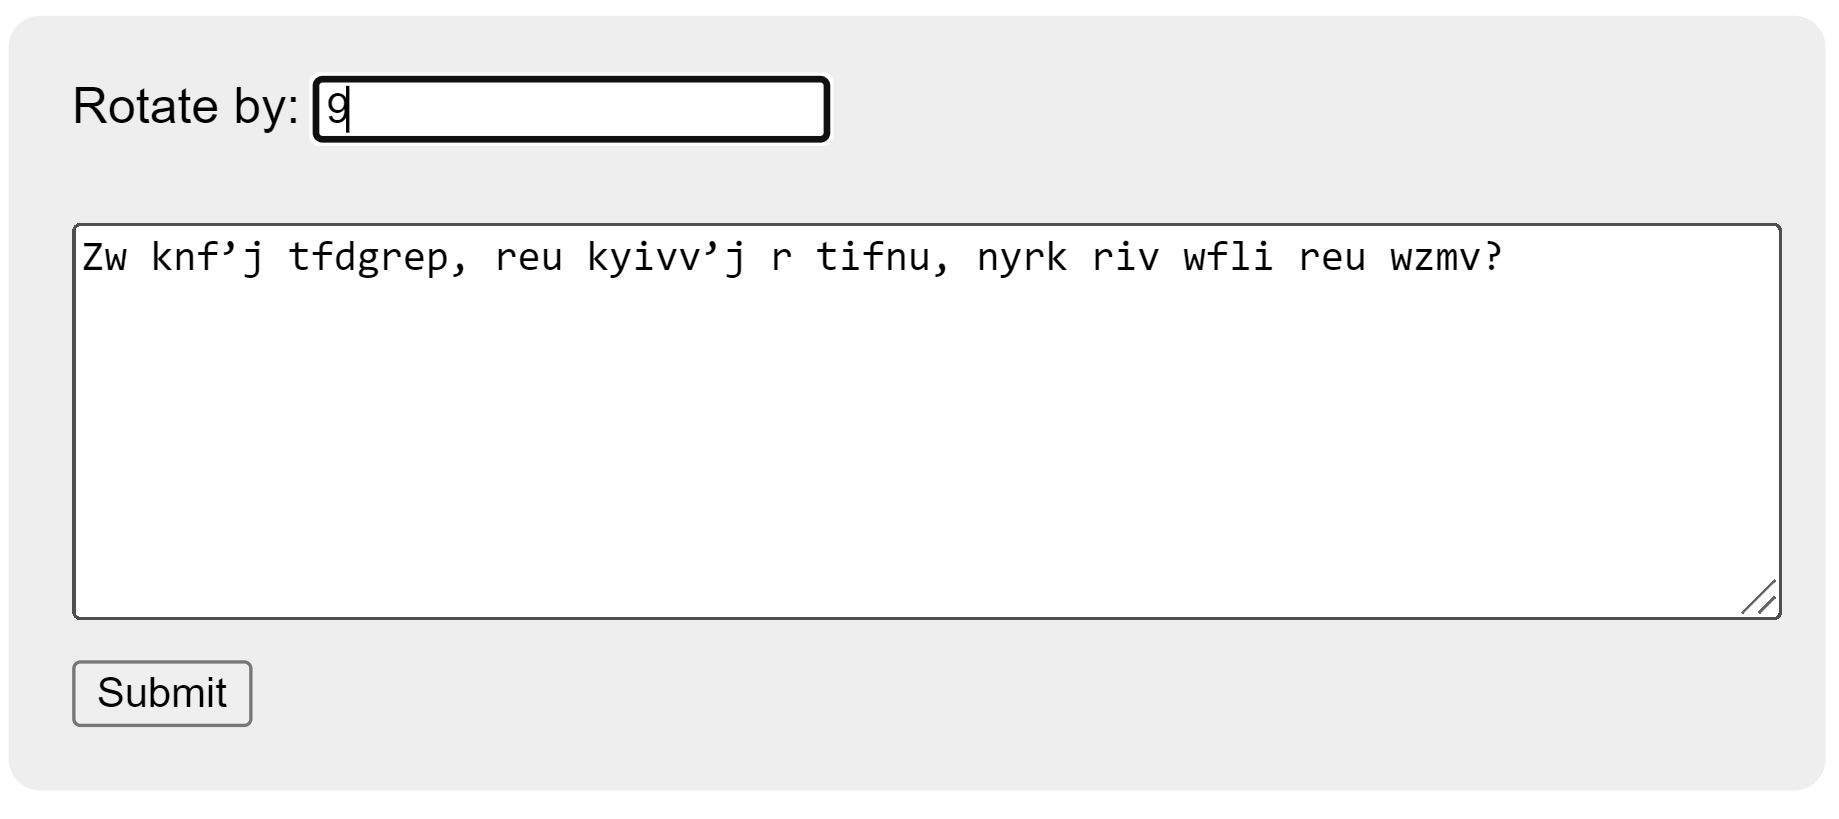 Rotate by: 9
Zw knf’j tfdgrep, reu kyivv’j r tifnu, nyrk riv wfli reu wzmv?
Submit